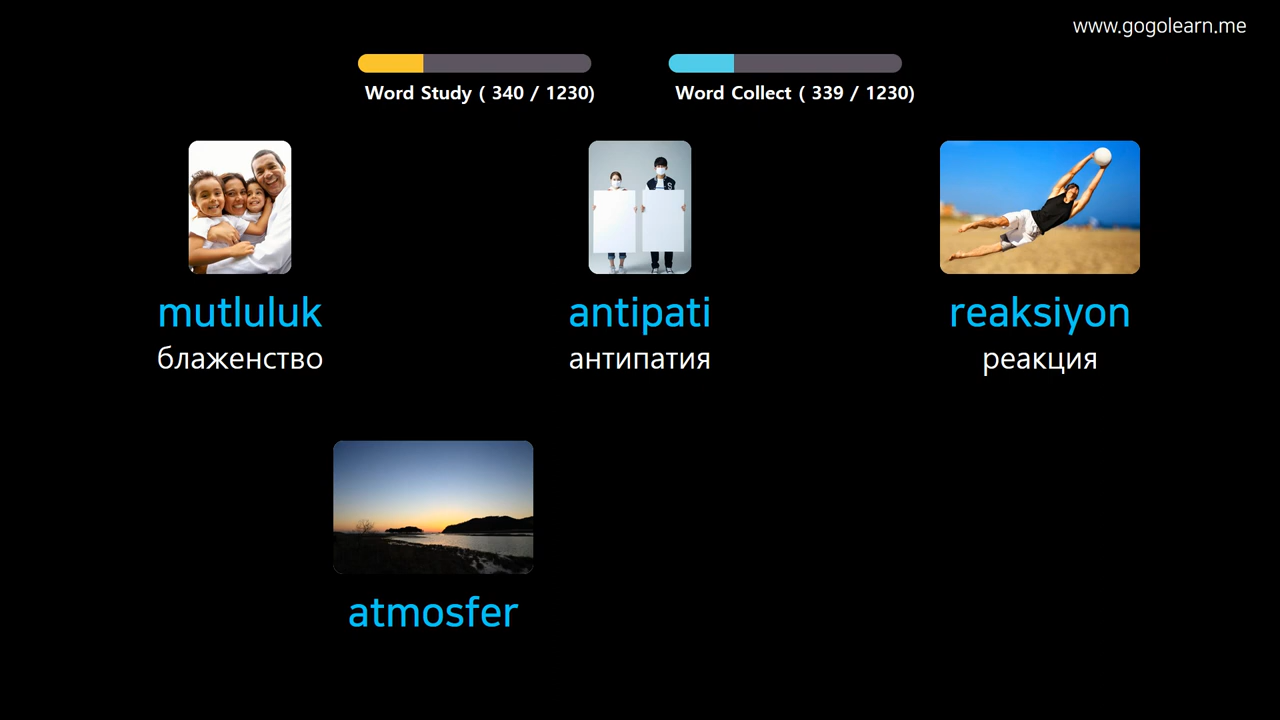 www.gogolearn.me
Word Study ( 340 / 1230)
Word Collect ( 339 / 1230)
mutluluk
блаженство
antipati
антипатия
reaksiyon
реакция
atmosfer